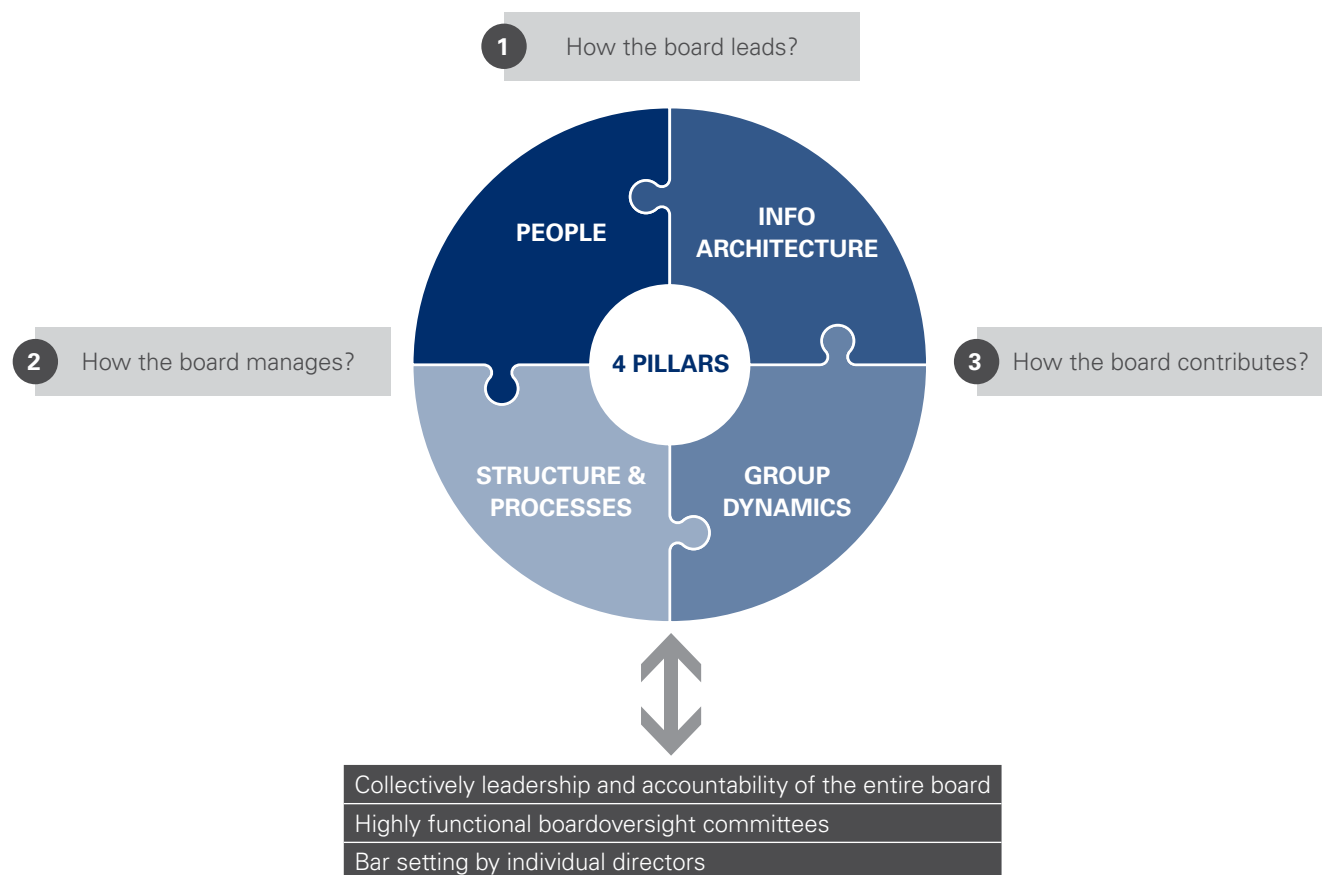 1 How the board leads?
PEOPLE
INFO
ARCHITECTURE
2 How the board manages?
4 PILLARS
3 How the board contributes?
STRUCTURE &
PROCESSES
GROUP
DYNAMICS
Collectively leadership and accountability of the entire board
Highly functional boardoversight committees
Bar setting by individual directors